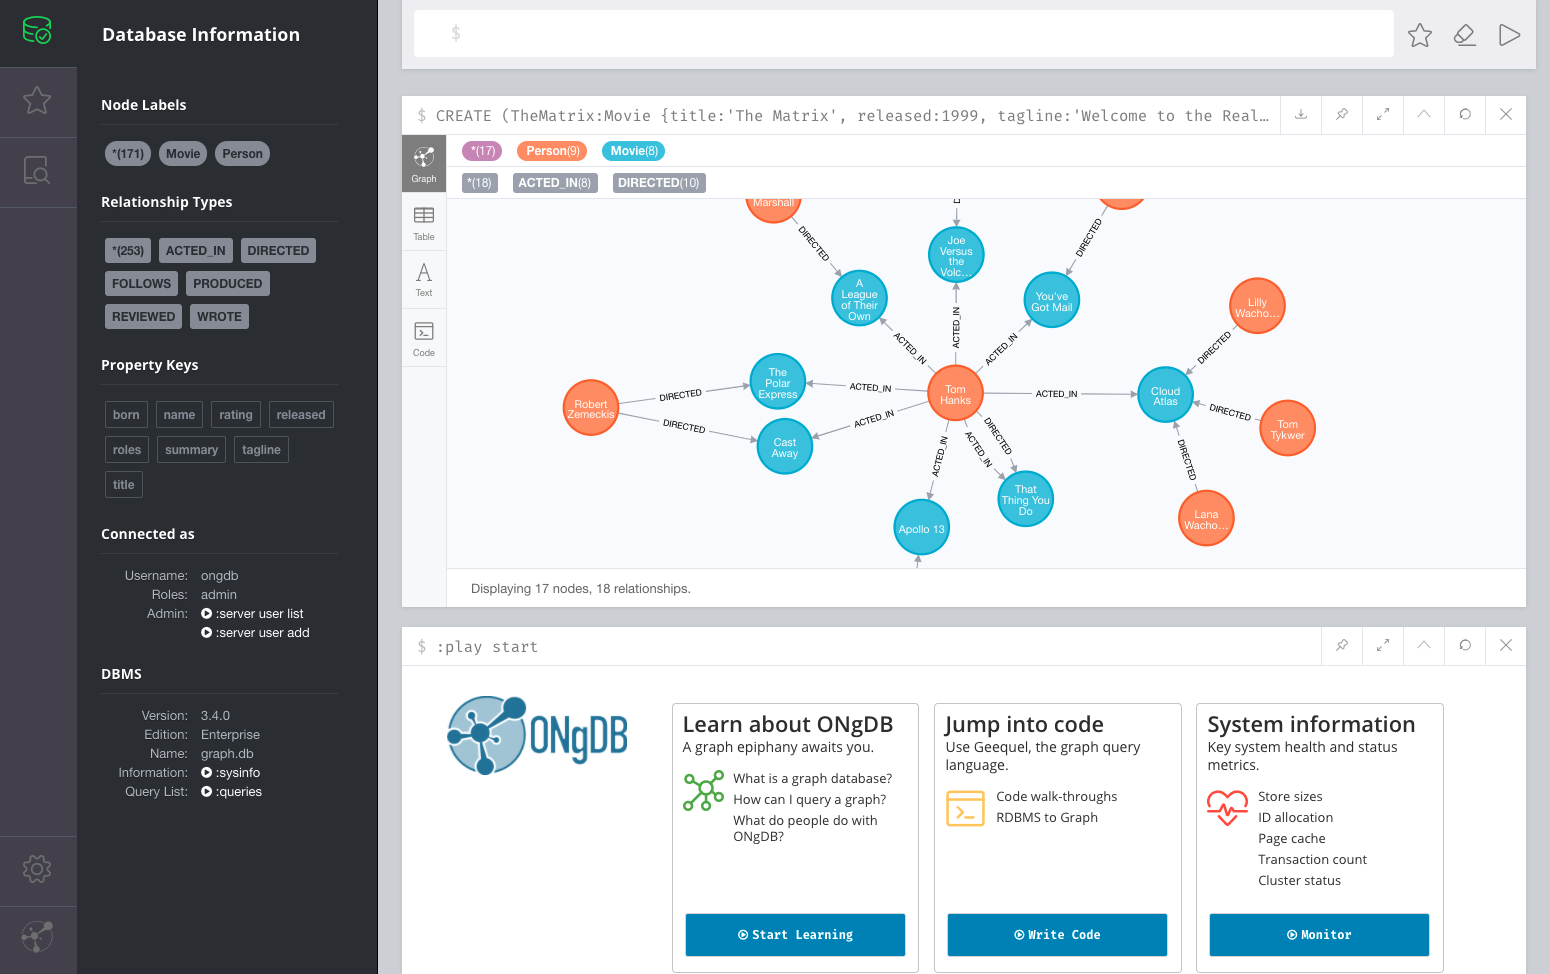 Database Information
Node Labels
*(171) Movie Person
Relationship Types
*(253) ACTED_IN DIRECTED
FOLLOWS PRODUCED
REVIEWED WROTE
Property Keys
born name rating released
roles summary tagline
title
Connected as
Username: ongdb
Roles: admin
Admin: :server user list
:server user add
DBMS
Version: 3.4.0
Edition: Enterprise
Name: graph.db
Information: :sysinfo
Query List: :queries
$
$ CREATE (TheMatrix:Movie {title:'The Matrix', released:1999, tagline:'Welcome to the Real…
Graph
Table
Text
Code
*(17) Person(9) Movie(8)
*(18) ACTED_IN(8) DIRECTED(10)
Marshall
DIRECTED
Joe
Versus
the
Volc…
DIRECTED
A
League
of Their
Own
You've
Got Mail
Lilly
Wacho…
ACTED_IN
ACTED_IN
ACTED_IN
DIRECTED
The
Polar
Express
Robert
Zemeckis
DIRECTED
ACTED_IN
Tom
Hanks
ACTED_IN
Cloud
Atlas
DIRECTED
Tom
Tykwer
DIRECTED
Cast
Away
ACTED_IN
ACTED_IN
ACTED_IN
DIRECTED
DIRECTED
That
Thing You
Do
Apollo 13
Lana
Wacho…
Displaying 17 nodes, 18 relationships.
$ :play start
ONgDB
Learn about ONgDB
A graph epiphany awaits you.
What is a graph database?
How can I query a graph?
What do people do with
ONgDB?
Start Learning
Jump into code
Use Geequel, the graph query
language.
Code walk-throughs
RDBMS to Graph
Write Code
System information
Key system health and status
metrics.
Store sizes
ID allocation
Page cache
Transaction count
Cluster status
Monitor